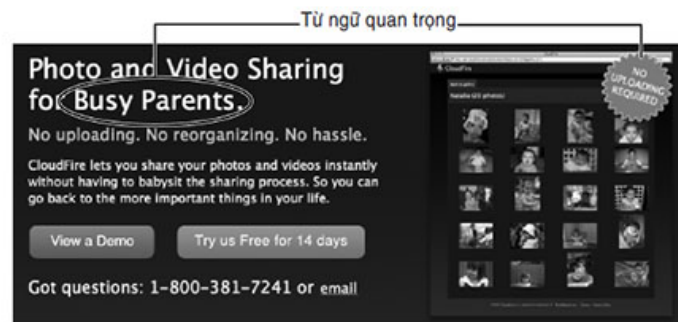 Từ ngữ quan trọng
Photo and Video Sharing
for Busy Parents.
No uploading. No reorganizing. No hassle.
CloudFire lets you share your photos and videos instantly
without having to babysit the sharing process. So you can
go back to the more important things in your life.
View a Demo
Try us Free for 14 days
Got questions: 1-800-381-7241 or email
CloudFire
NO
UPLOADING
REQUIRED